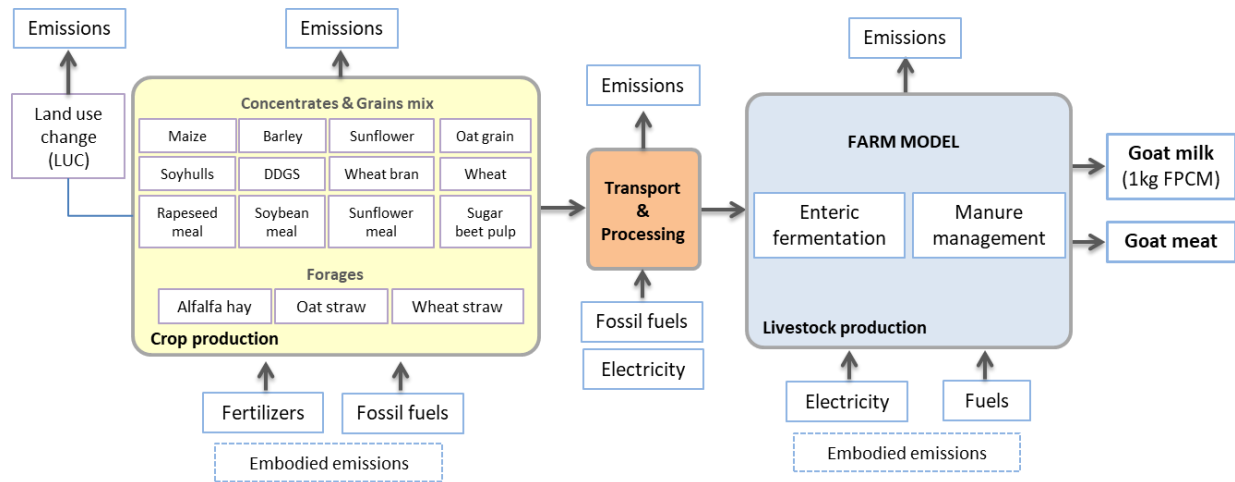 Emissions
Emissions
Emissions
Emissions
Land use
change
(LUC)
Concentrates & Grains mix
Maize
Barley
Sunflower
Oat grain
Soyhulls
DDGS
Wheat bran
Wheat
Rapeseed
meal
Soybean
meal
Sunflower
meal
Sugar
beet pulp
Forages
Alfalfa hay
Oat straw
Wheat straw
Crop production
Fertilizers
Fossil fuels
Embodied emissions
Transport
&
Processing
Fossil fuels
Electricity
FARM MODEL
Enteric
fermentation
Manure
management
Livestock production
Electricity
Fuels
Embodied emissions
Goat milk
(1kg FPCM)
Goat meat